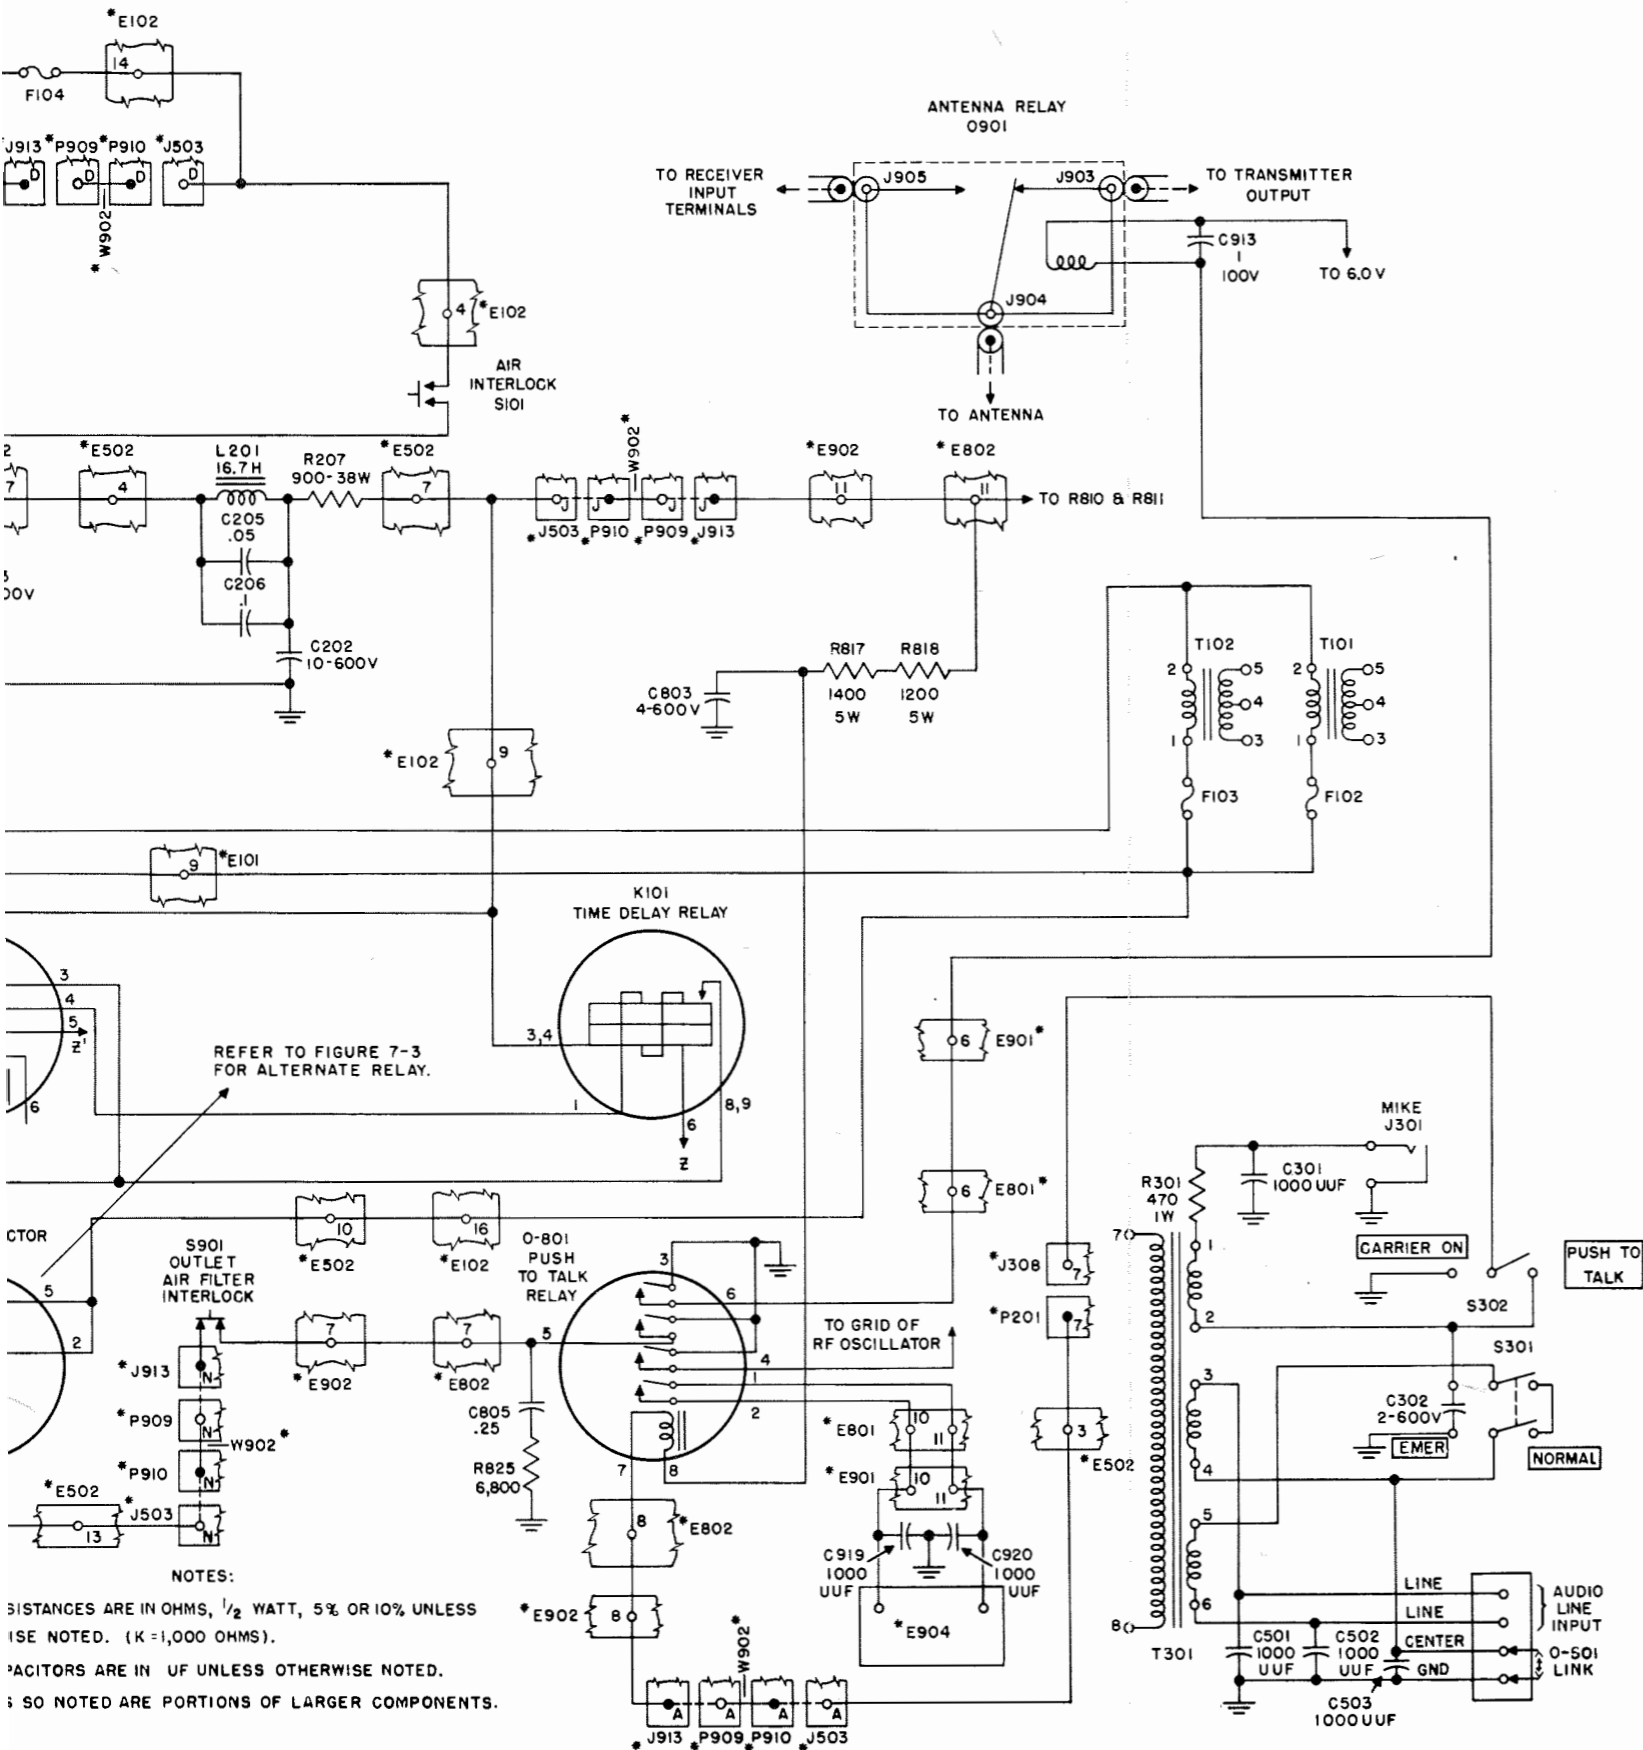 *E102
14
F104
J913 *P909 *P910 *J503
D D D D
*W902
ANTENNA RELAY
O901
TO RECEIVER
INPUT
TERMINALS
J905
J903
TO TRANSMITTER
OUTPUT
C913
1
100V
TO 6.0 V
J904
TO ANTENNA
4 *E102
AIR
INTERLOCK
S101
2
7
*E502
4
L201
16.7 H
R207
900-38W
*E502
7
W902*
J J J J
*J503 *P910 *P909 *J913
*E902
11
*E802
11
TO R810 & R811
C205
.05
C206
.1
C202
10-600V
00V
R817
1400
5W
R818
1200
5W
C803
4-600V
*E102
9
T102
2 5
4
1 3
F103
T101
2 5
4
1 3
F102
*E101
9
K101
TIME DELAY RELAY
3,4
1
8,9
6
Z
3
4
5
Z'
6
REFER TO FIGURE 7-3
FOR ALTERNATE RELAY.
6 E901*
6 E801*
MIKE
J301
C301
1000 UUF
R301
470
1W
CTOR
5
2
10
*E502
16
*E102
S901
OUTLET
AIR FILTER
INTERLOCK
O-801
PUSH
TO TALK
RELAY
3
6
5
4
1
2
7
8
TO GRID OF
RF OSCILLATOR
*J308
7
*P201
7
CARRIER ON
PUSH TO
TALK
S302
S301
7
8
1
2
3
4
5
6
T301
C302
2-600V
EMER
NORMAL
7
*E902
7
*E802
*J913
N
*P909
N
W902*
*P910
N
*J503
N
*E502
13
C805
.25
R825
6,800
*E801
10
11
*E901
10
11
3
*E502
8 *E802
*E902 8
C919
1000
UUF
C920
1000
UUF
*E904
*W902
A A A A
*J913 *P909 *P910 *J503
LINE
LINE
CENTER
GND
AUDIO
LINE
INPUT
O-501
LINK
C501
1000
UUF
C502
1000
UUF
C503
1000 UUF
NOTES:
SISTANCES ARE IN OHMS, 1/2 WATT, 5% OR 10% UNLESS
ISE NOTED. (K=1,000 OHMS).
PACITORS ARE IN UF UNLESS OTHERWISE NOTED.
S SO NOTED ARE PORTIONS OF LARGER COMPONENTS.